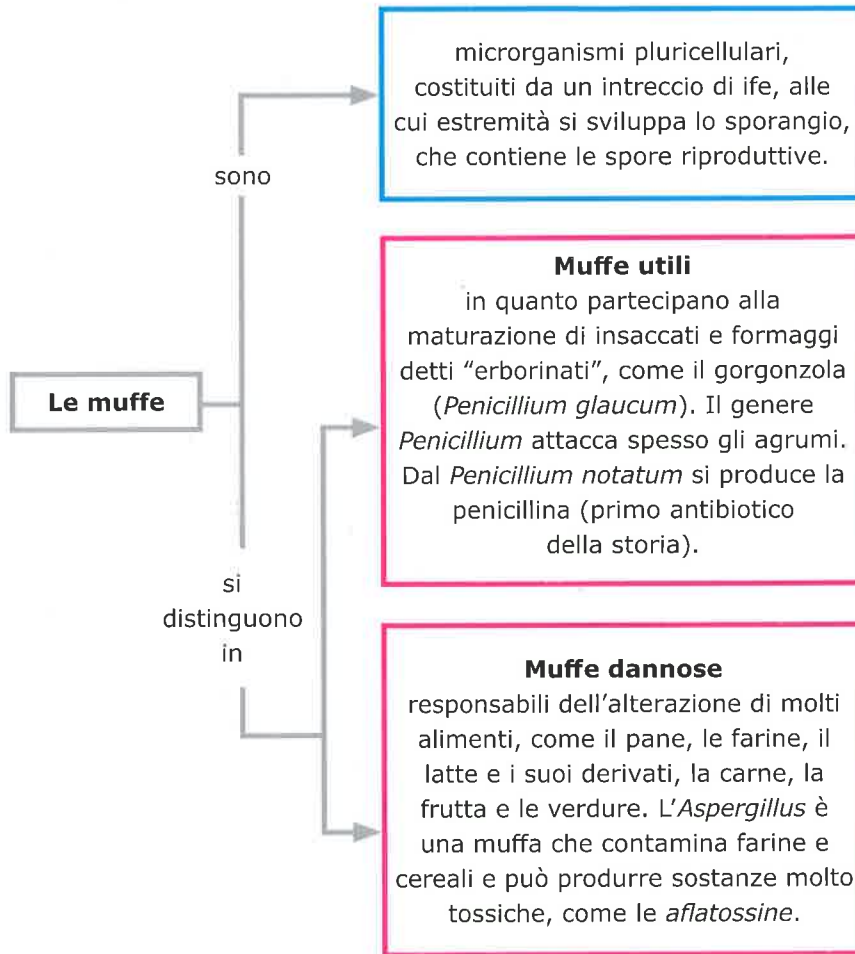 microrganismi pluricellulari,
costituiti da un intreccio di ife, alle
cui estremità si sviluppa lo sporangio,
che contiene le spore riproduttive.
sono
Muffe utili
in quanto partecipano alla
maturazione di insaccati e formaggi
detti “erborinati”, come il gorgonzola
(Penicillium glaucum). Il genere
Penicillium attacca spesso gli agrumi.
Dal Penicillium notatum si produce la
penicillina (primo antibiotico
della storia).
Le muffe
si
distinguono
in
Muffe dannose
responsabili dell’alterazione di molti
alimenti, come il pane, le farine, il
latte e i suoi derivati, la carne, la
frutta e le verdure. L’Aspergillus è
una muffa che contamina farine e
cereali e può produrre sostanze molto
tossiche, come le aflatossine.